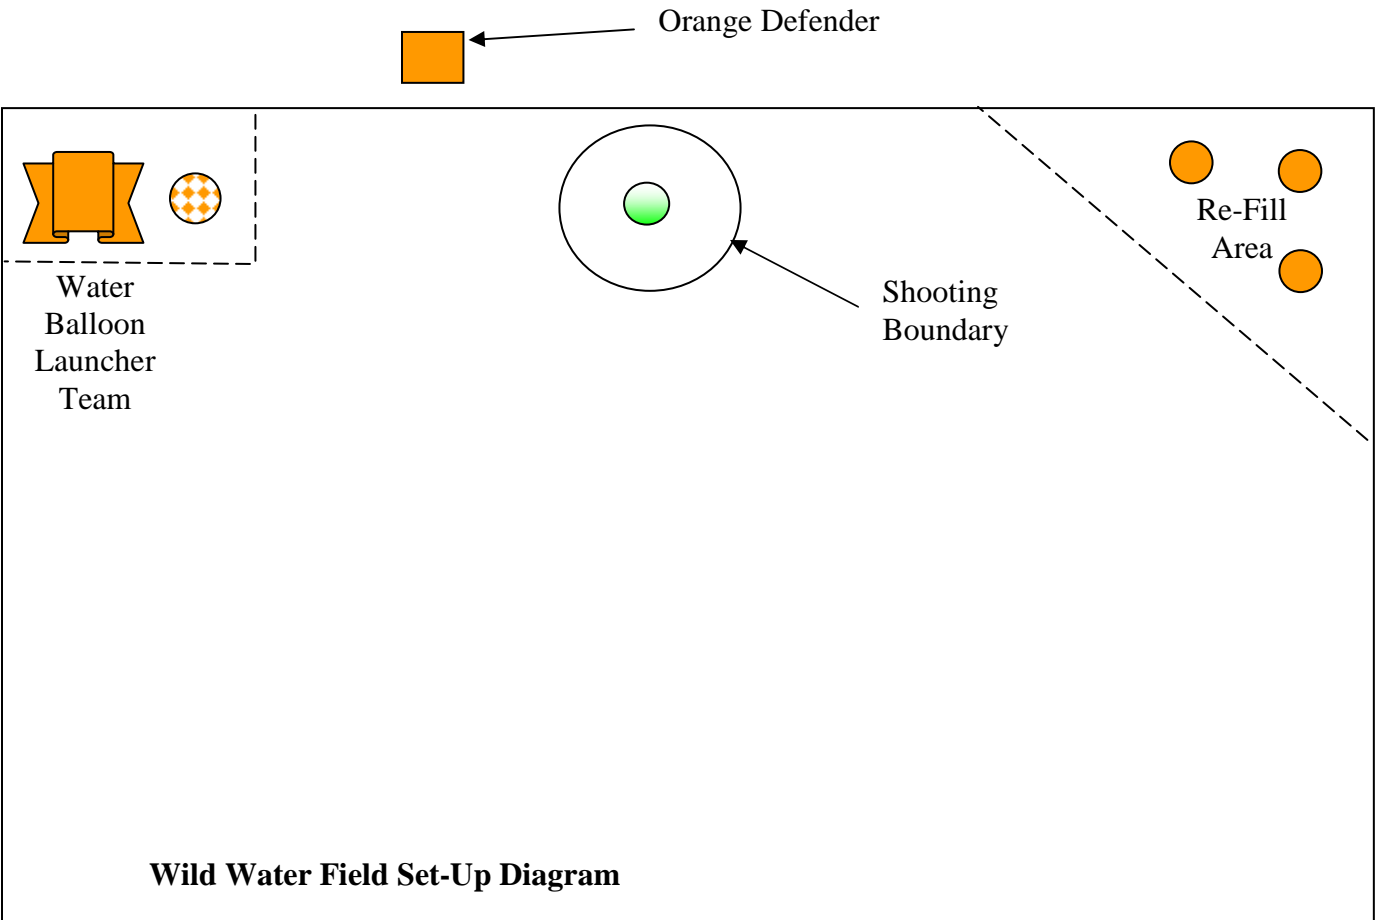 Orange Defender
Re-Fill
Area
Water
Balloon
Launcher
Team
Shooting
Boundary
Wild Water Field Set-Up Diagram